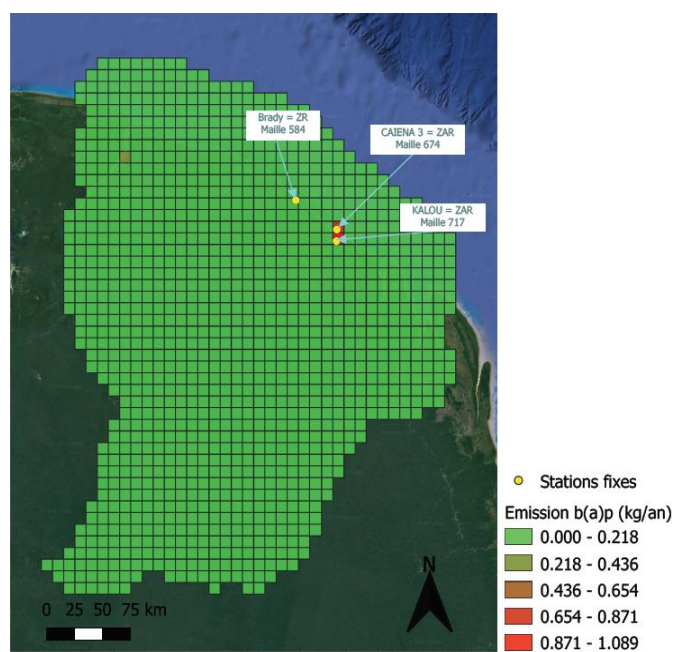 Brady = ZR
Maille 584
CAIENA 3 = ZAR
Maille 674
KALOU = ZAR
Maille 717
Stations fixes
Emission b(a)p (kg/an)
0.000 - 0.218
0.218 - 0.436
0.436 - 0.654
0.654 - 0.871
0.871 - 1.089
N
0 25 50 75 km